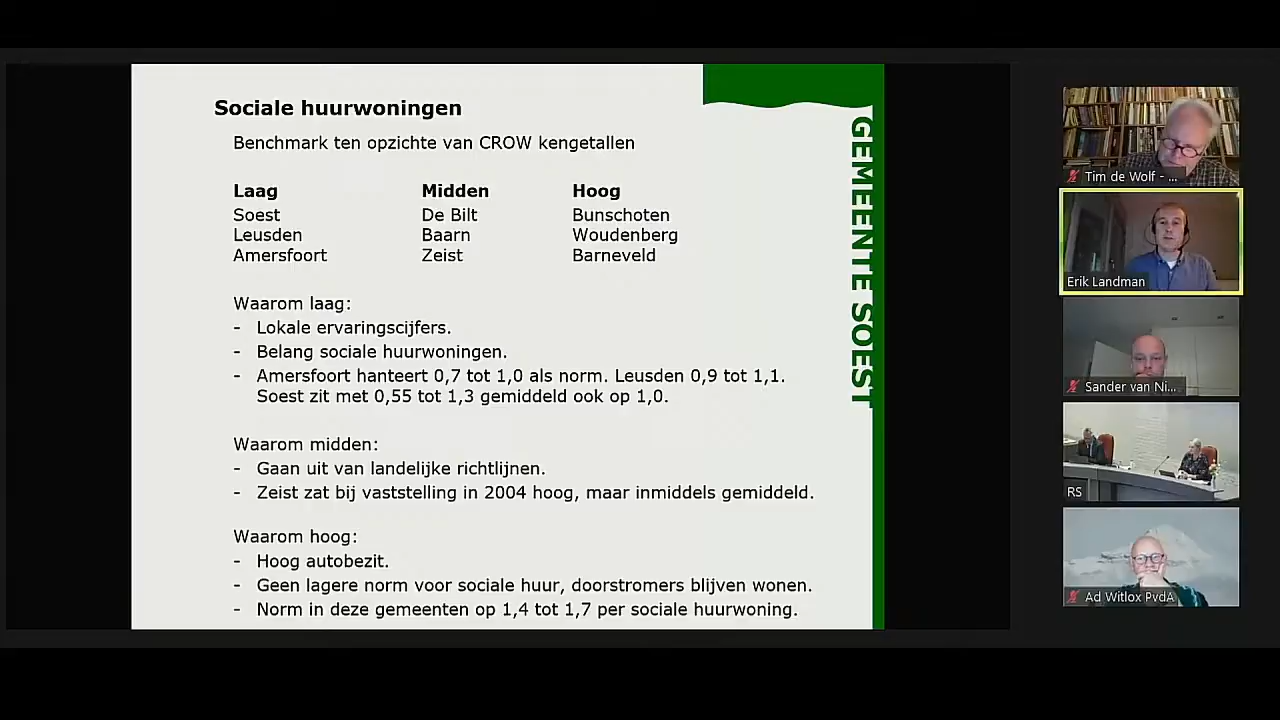 Sociale huurwoningen
Benchmark ten opzichte van CROW kengetallen
Laag Midden Hoog
Soest De Bilt Bunschoten
Leusden Baarn Woudenberg
Amersfoort Zeist Barneveld
Waarom laag:
- Lokale ervaringscijfers.
- Belang sociale huurwoningen.
- Amersfoort hanteert 0,7 tot 1,0 als norm. Leusden 0,9 tot 1,1.
Soest zit met 0,55 tot 1,3 gemiddeld ook op 1,0.
Waarom midden:
- Gaan uit van landelijke richtlijnen.
- Zeist zat bij vaststelling in 2004 hoog, maar inmiddels gemiddeld.
Waarom hoog:
- Hoog autobezit.
- Geen lagere norm voor sociale huur, doorstromers blijven wonen.
- Norm in deze gemeenten op 1,4 tot 1,7 per sociale huurwoning.
GEMEENTE SOEST
Tim de Wolf - ...
Erik Landman
Sander van Ni...
RS
Ad Witlox PvdA